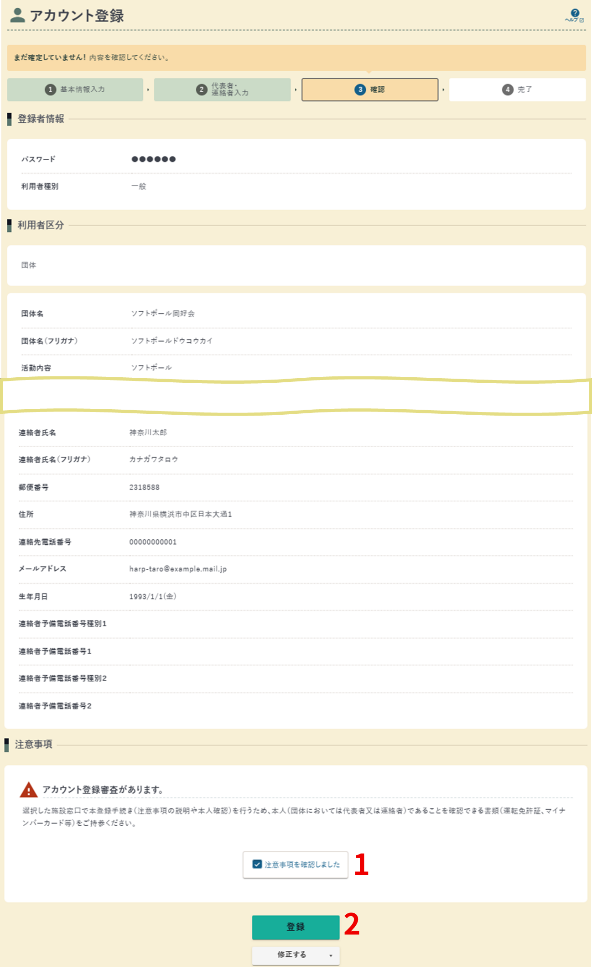 アカウント登録
ヘルプ
まだ確定していません! 内容を確認してください。
1 基本情報入力
2 代表者・
連絡者入力
3 確認
4 完了
登録者情報
パスワード ●●●●●●
利用者種別 一般
利用者区分
団体
団体名 ソフトボール同好会
団体名(フリガナ) ソフトボールドウコウカイ
活動内容 ソフトボール
連絡者氏名 神奈川太郎
連絡者氏名(フリガナ) カナガワタロウ
郵便番号 2318588
住所 神奈川県横浜市中区日本大通1
連絡先電話番号 00000000001
メールアドレス harp-taro@example.mail.jp
生年月日 1993/1/1(金)
連絡者予備電話番号種別1
連絡者予備電話番号1
連絡者予備電話番号種別2
連絡者予備電話番号2
注意事項
アカウント登録審査があります。
選択した施設窓口で本登録手続き(注意事項の説明や本人確認)を行うため、本人(団体においては代表者又は連絡者)であることを確認できる書類(運転免許証、マイナ
ンバーカード等)をご持参ください。
注意事項を確認しました 1
登録 2
修正する